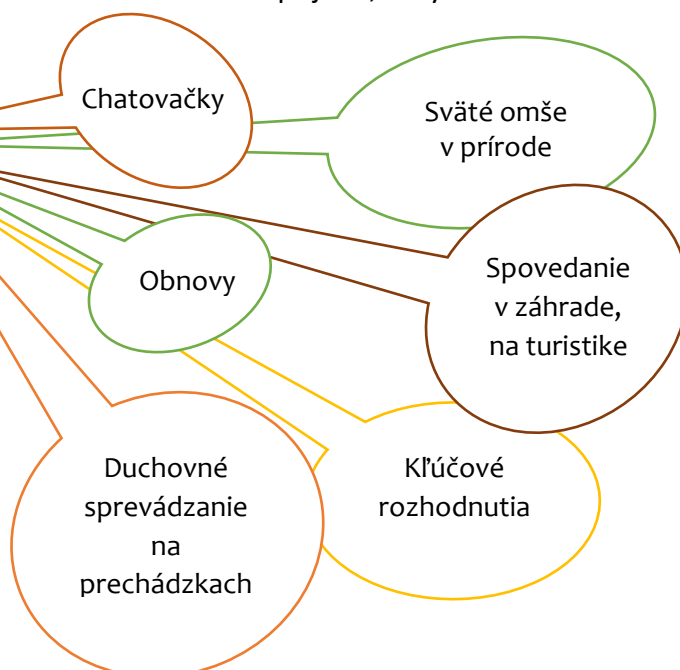 Chatovačky
Sväté omše
v prírode
Spovedanie
v záhrade,
na turistike
Obnovy
Kľúčové
rozhodnutia
Duchovné
sprevádzanie
na
prechádzkach